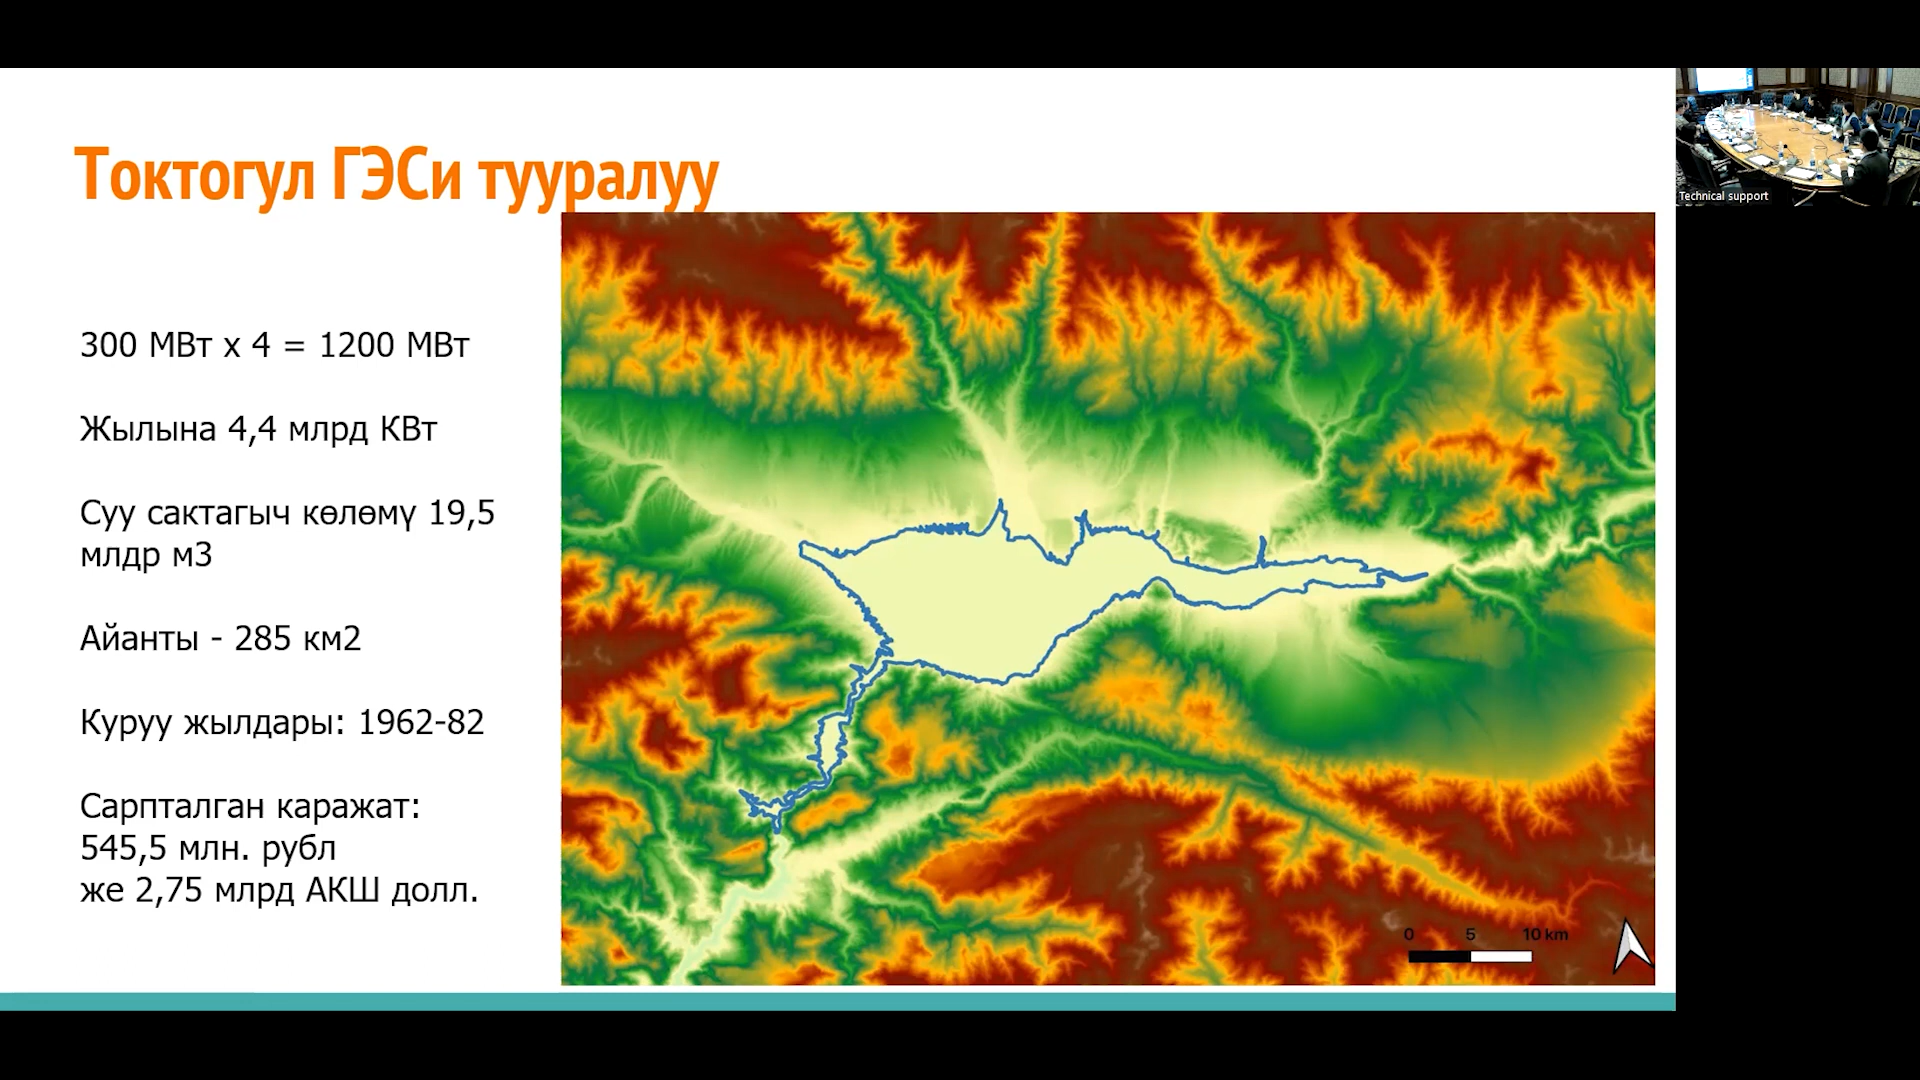 Токтогул ГЭСи тууралуу
Technical support
300 МВт x 4 = 1200 МВт
Жылына 4,4 млрд КВт
Суу сактагыч көлөмү 19,5
млдр м3
Айанты - 285 км2
Куруу жылдары: 1962-82
Сарпталган каражат:
545,5 млн. рубл
же 2,75 млрд АКШ долл.
0 5 10 km